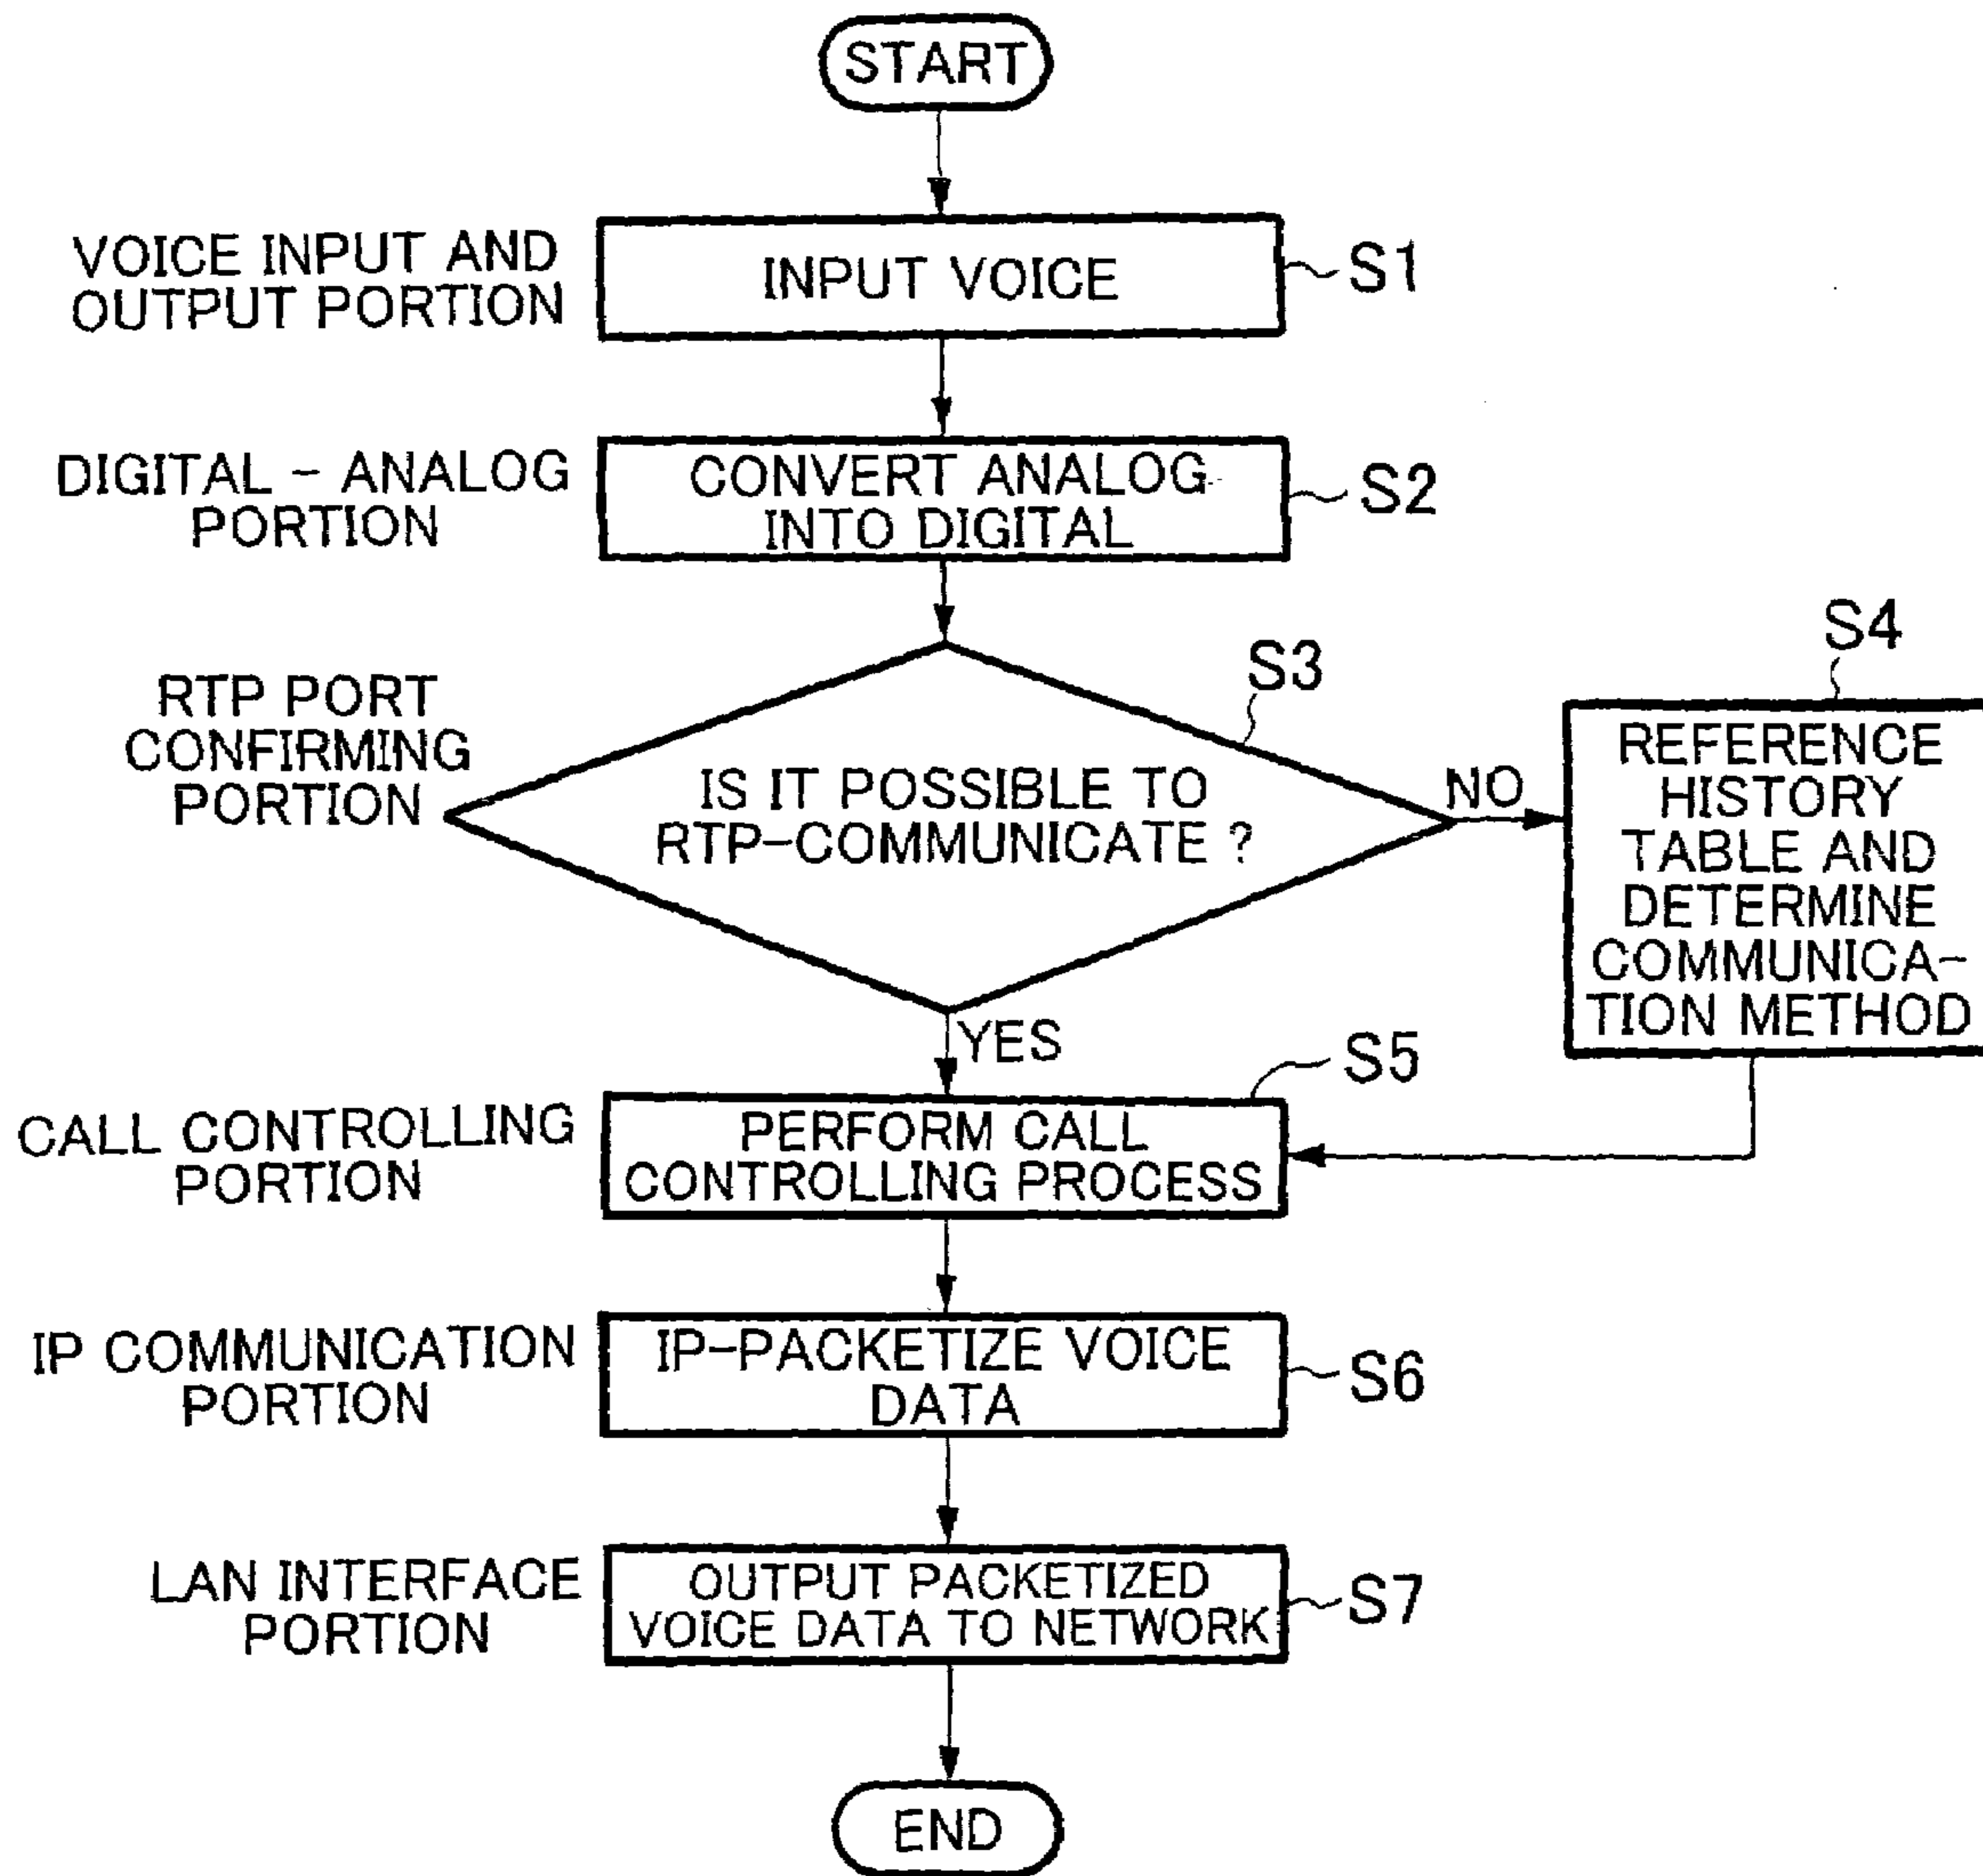 START
VOICE INPUT AND
OUTPUT PORTION
INPUT VOICE
S1
DIGITAL - ANALOG
PORTION
CONVERT ANALOG
INTO DIGITAL
S2
RTP PORT
CONFIRMING
PORTION
IS IT POSSIBLE TO
RTP-COMMUNICATE ?
S3
NO
S4
REFERENCE
HISTORY
TABLE AND
DETERMINE
COMMUNICA-
TION METHOD
YES
CALL CONTROLLING
PORTION
PERFORM CALL
CONTROLLING PROCESS
S5
IP COMMUNICATION
PORTION
IP-PACKETIZE VOICE
DATA
S6
LAN INTERFACE
PORTION
OUTPUT PACKETIZED
VOICE DATA TO NETWORK
S7
END